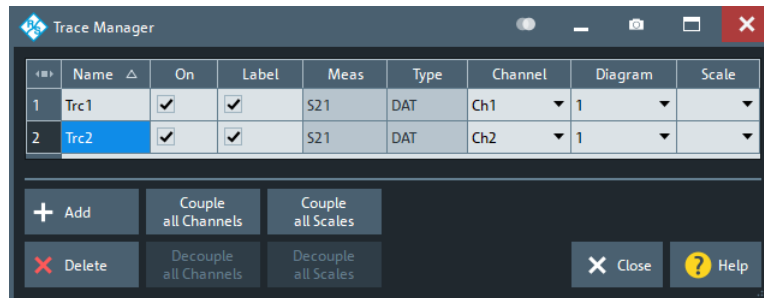 Trace Manager
Name On Label Meas Type Channel Diagram Scale
1 Trc1 S21 DAT Ch1 1
2 Trc2 S21 DAT Ch2 1
Add
Couple
all Channels
Couple
all Scales
Delete
Decouple
all Channels
Decouple
all Scales
Close
? Help